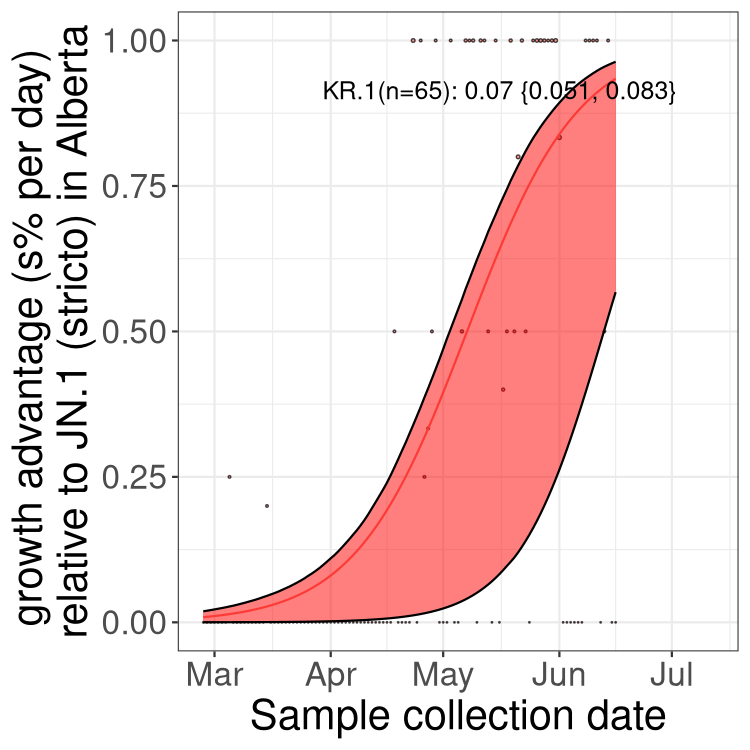 growth advantage (s% per day)
relative to JN.1 (stricto) in Alberta
1.00
0.75
0.50
0.25
0.00
KR.1(n=65): 0.07 {0.051, 0.083}
Mar Apr May Jun Jul
Sample collection date